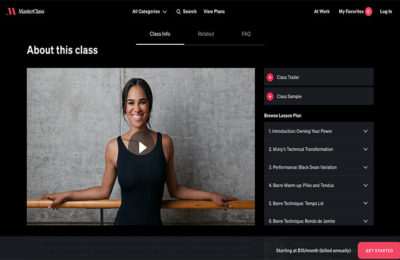 MasterClass
All Categories
Search
View Plans
At Work
My Favorites
Log In
Class Info
Related
FAQ
About this class
Class Trailer
Class Sample
Browse Lesson Plan
1. Introduction: Owning Your Power
2. Misty's Technical Transformation
3. Performance: Black Swan Variation
4. Barre Warm-up: Pliés and Tendus
5. Barre Technique: Temps Lié
6. Barre Technique: Ronds de Jambe
Starting at $15/month (billed annually)
GET STARTED